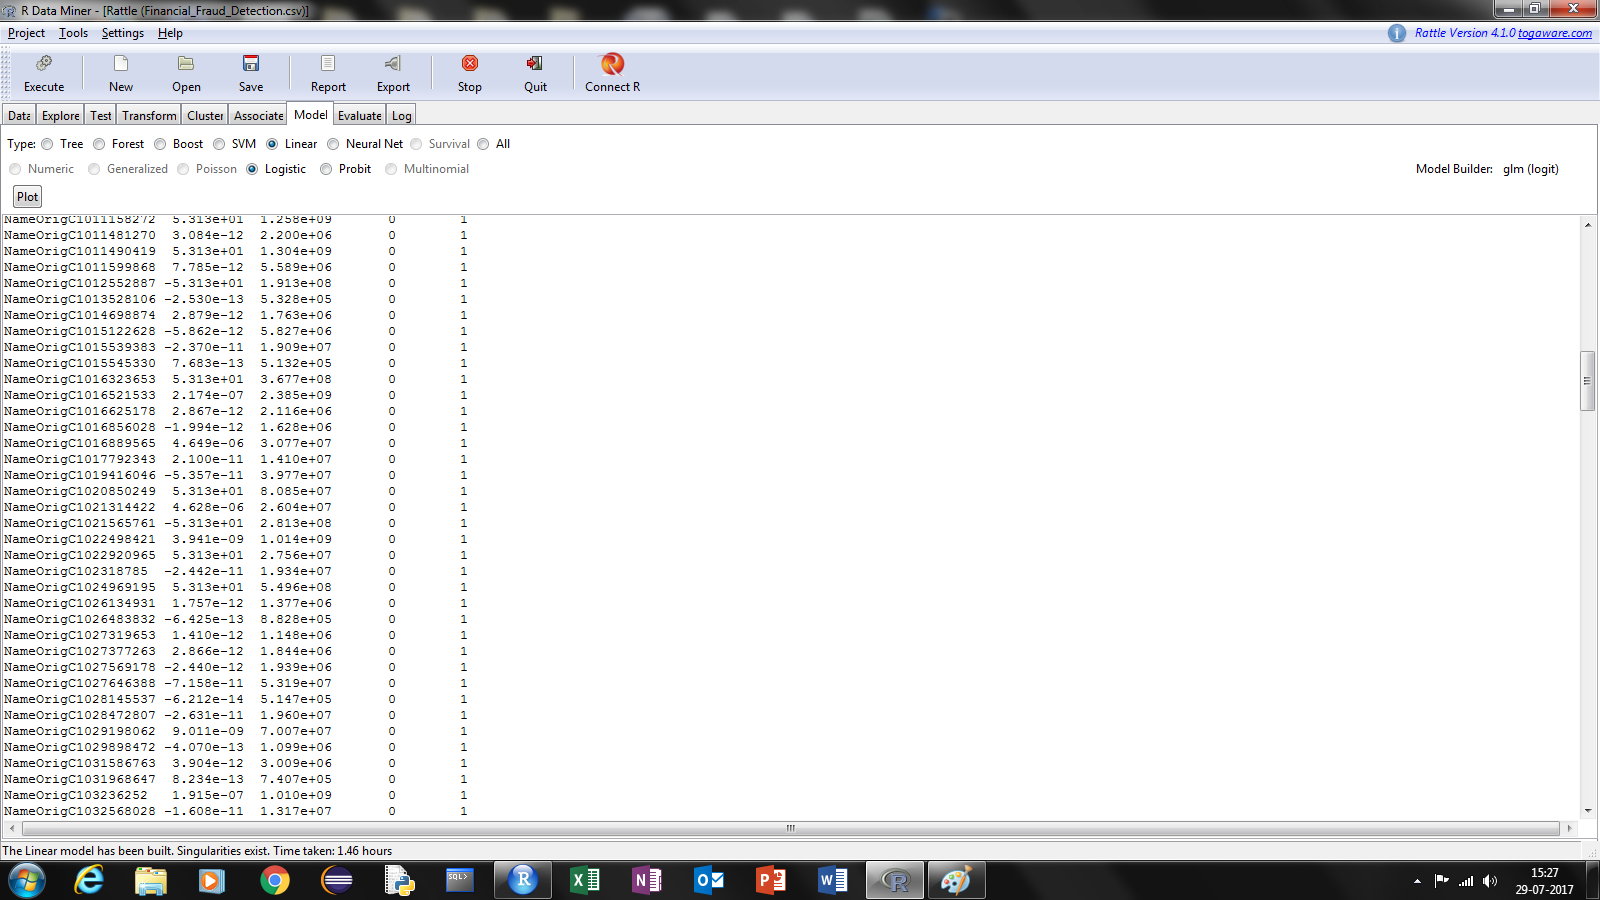 R Data Miner - [Rattle (Financial_Fraud_Detection.csv)]
Project Tools Settings Help
Rattle Version 4.1.0 togaware.com
Execute New Open Save Report Export Stop Quit Connect R
Data Explore Test Transform Cluster Associate Model Evaluate Log
Type: Tree Forest Boost SVM Linear Neural Net Survival All
Numeric Generalized Poisson Logistic Probit Multinomial
Model Builder: glm (logit)
Plot
NameOrigC1011158272 5.313e+01 1.258e+09 0 1
NameOrigC1011481270 3.084e-12 2.200e+06 0 1
NameOrigC1011490419 5.313e+01 1.304e+09 0 1
NameOrigC1011599868 7.785e-12 5.589e+06 0 1
NameOrigC1012552887 -5.313e+01 1.913e+08 0 1
NameOrigC1013528106 -2.530e-13 5.328e+05 0 1
NameOrigC1014698874 2.879e-12 1.763e+06 0 1
NameOrigC1015122628 -5.862e-12 5.827e+06 0 1
NameOrigC1015539383 -2.370e-11 1.909e+07 0 1
NameOrigC1015545330 7.683e-13 5.132e+05 0 1
NameOrigC1016323653 5.313e+01 3.677e+08 0 1
NameOrigC1016521533 2.174e-07 2.385e+09 0 1
NameOrigC1016625178 2.867e-12 2.116e+06 0 1
NameOrigC1016856028 -1.994e-12 1.628e+06 0 1
NameOrigC1016889565 4.649e-06 3.077e+07 0 1
NameOrigC1017792343 2.100e-11 1.410e+07 0 1
NameOrigC1019416046 -5.357e-11 3.977e+07 0 1
NameOrigC1020850249 5.313e+01 8.085e+07 0 1
NameOrigC1021314422 4.628e-06 2.604e+07 0 1
NameOrigC1021565761 -5.313e+01 2.813e+08 0 1
NameOrigC1022498421 3.941e-09 1.014e+09 0 1
NameOrigC1022920965 5.313e+01 2.756e+07 0 1
NameOrigC102318785 -2.442e-11 1.934e+07 0 1
NameOrigC1024969195 5.313e+01 5.496e+08 0 1
NameOrigC1026134931 1.757e-12 1.377e+06 0 1
NameOrigC1026483832 -6.425e-13 8.828e+05 0 1
NameOrigC1027319653 1.410e-12 1.148e+06 0 1
NameOrigC1027377263 2.866e-12 1.844e+06 0 1
NameOrigC1027569178 -2.440e-12 1.939e+06 0 1
NameOrigC1027646388 -7.158e-11 5.319e+07 0 1
NameOrigC1028145537 -6.212e-14 5.147e+05 0 1
NameOrigC1028472807 -2.631e-11 1.960e+07 0 1
NameOrigC1029198062 9.011e-09 7.007e+07 0 1
NameOrigC1029898472 -4.070e-13 1.099e+06 0 1
NameOrigC1031586763 3.904e-12 3.009e+06 0 1
NameOrigC1031968647 8.234e-13 7.407e+05 0 1
NameOrigC103236252 1.915e-07 1.010e+09 0 1
NameOrigC1032568028 -1.608e-11 1.317e+07 0 1
The Linear model has been built. Singularities exist. Time taken: 1.46 hours
SQL>
15:27
29-07-2017